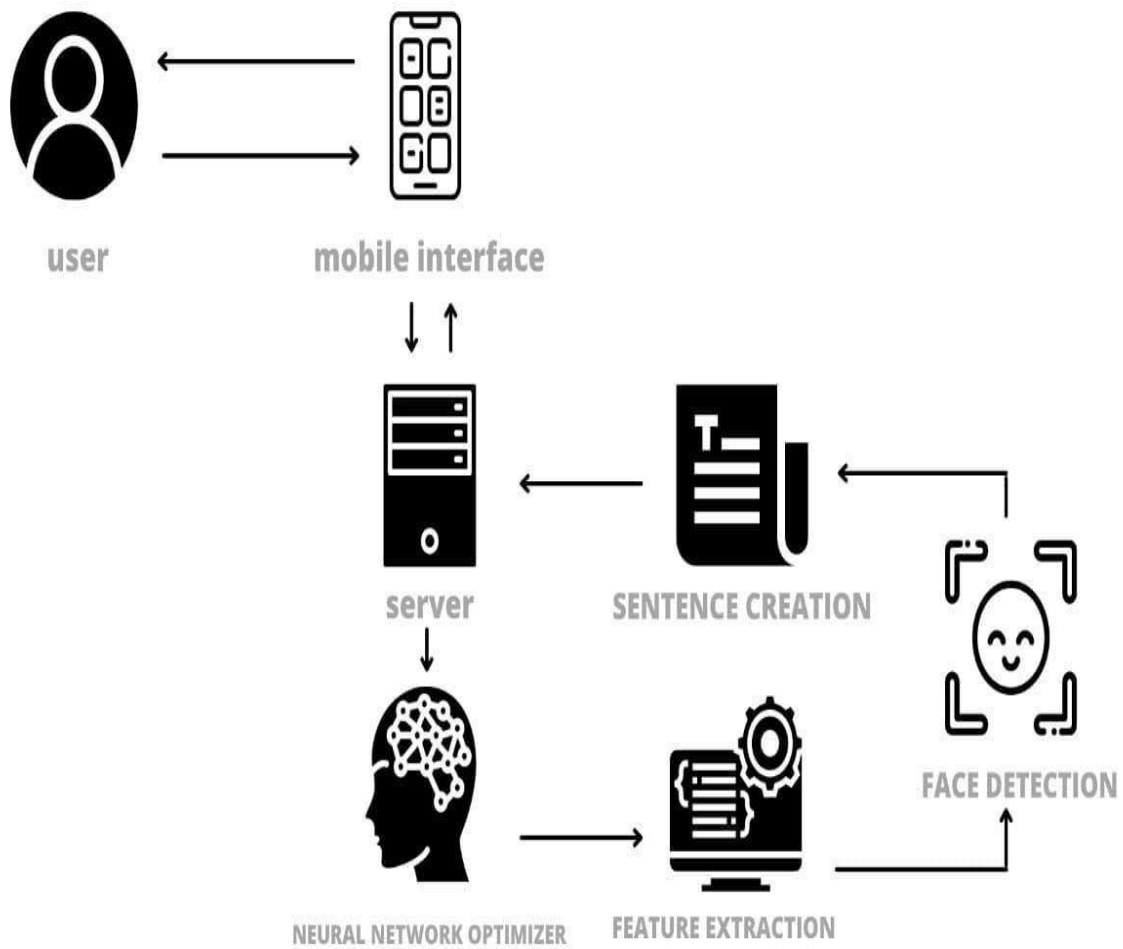 user
mobile interface
server
SENTENCE CREATION
FACE DETECTION
NEURAL NETWORK OPTIMIZER
FEATURE EXTRACTION